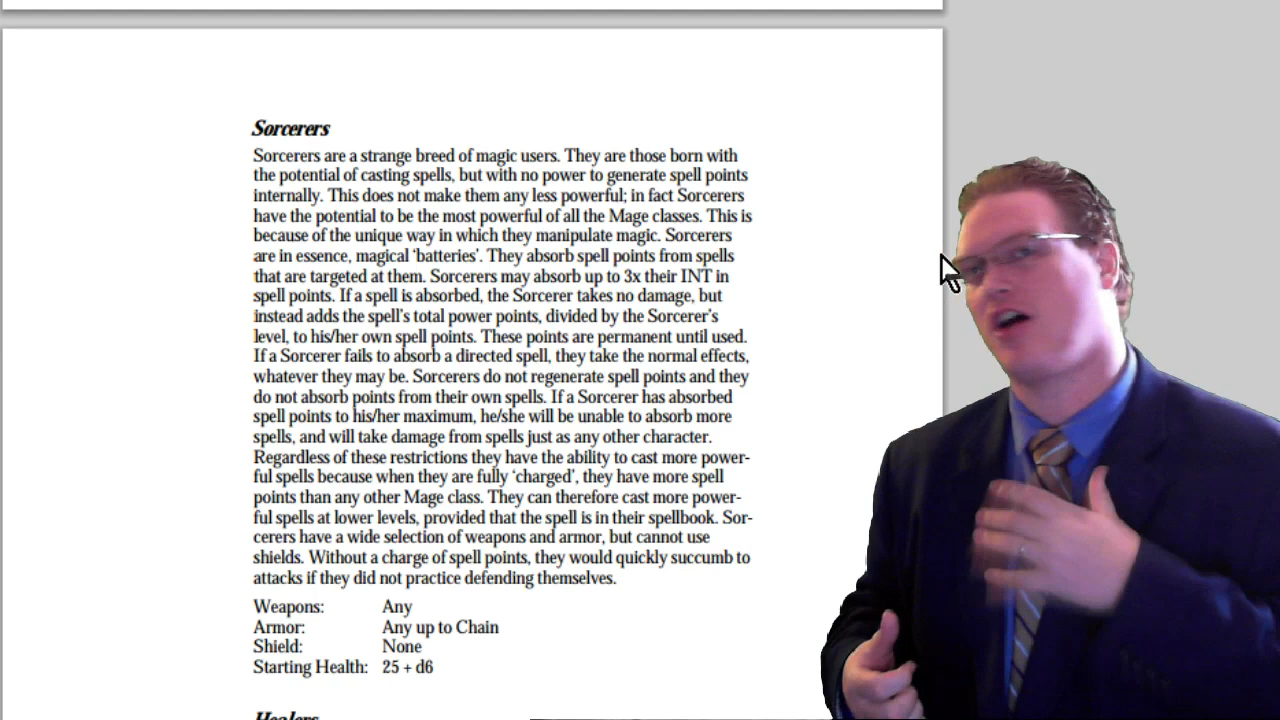 Sorcerers
Sorcerers are a strange breed of magic users. They are those born with
the potential of casting spells, but with no power to generate spell points
internally. This does not make them any less powerful; in fact Sorcerers
have the potential to be the most powerful of all the Mage classes. This is
because of the unique way in which they manipulate magic. Sorcerers
are in essence, magical ‘batteries’. They absorb spell points from spells
that are targeted at them. Sorcerers may absorb up to 3x their INT in
spell points. If a spell is absorbed, the Sorcerer takes no damage, but
instead adds the spell’s total power points, divided by the Sorcerer’s
level, to his/her own spell points. These points are permanent until used.
If a Sorcerer fails to absorb a directed spell, they take the normal effects,
whatever they may be. Sorcerers do not regenerate spell points and they
do not absorb points from their own spells. If a Sorcerer has absorbed
spell points to his/her maximum, he/she will be unable to absorb more
spells, and will take damage from spells just as any other character.
Regardless of these restrictions they have the ability to cast more power-
ful spells because when they are fully ‘charged’, they have more spell
points than any other Mage class. They can therefore cast more power-
ful spells at lower levels, provided that the spell is in their spellbook. Sor-
cerers have a wide selection of weapons and armor, but cannot use
shields. Without a charge of spell points, they would quickly succumb to
attacks if they did not practice defending themselves.
Weapons: Any
Armor: Any up to Chain
Shield: None
Starting Health: 25 + d6
Healers